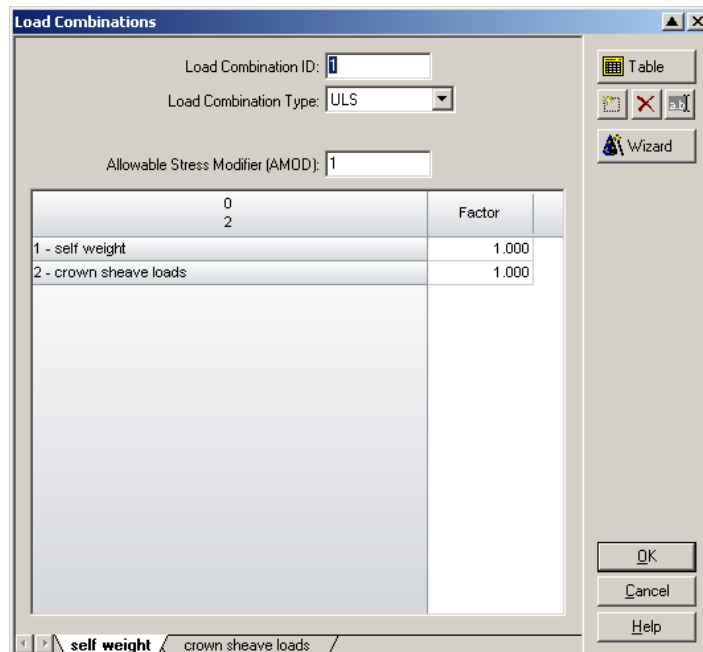 Load Combinations
Load Combination ID: 1
Table
Load Combination Type: ULS
a.b
Wizard
Allowable Stress Modifier (AMOD): 1
0
2
Factor
1 - self weight 1.000
2 - crown sheave loads 1.000
OK
Cancel
Help
self weight crown sheave loads